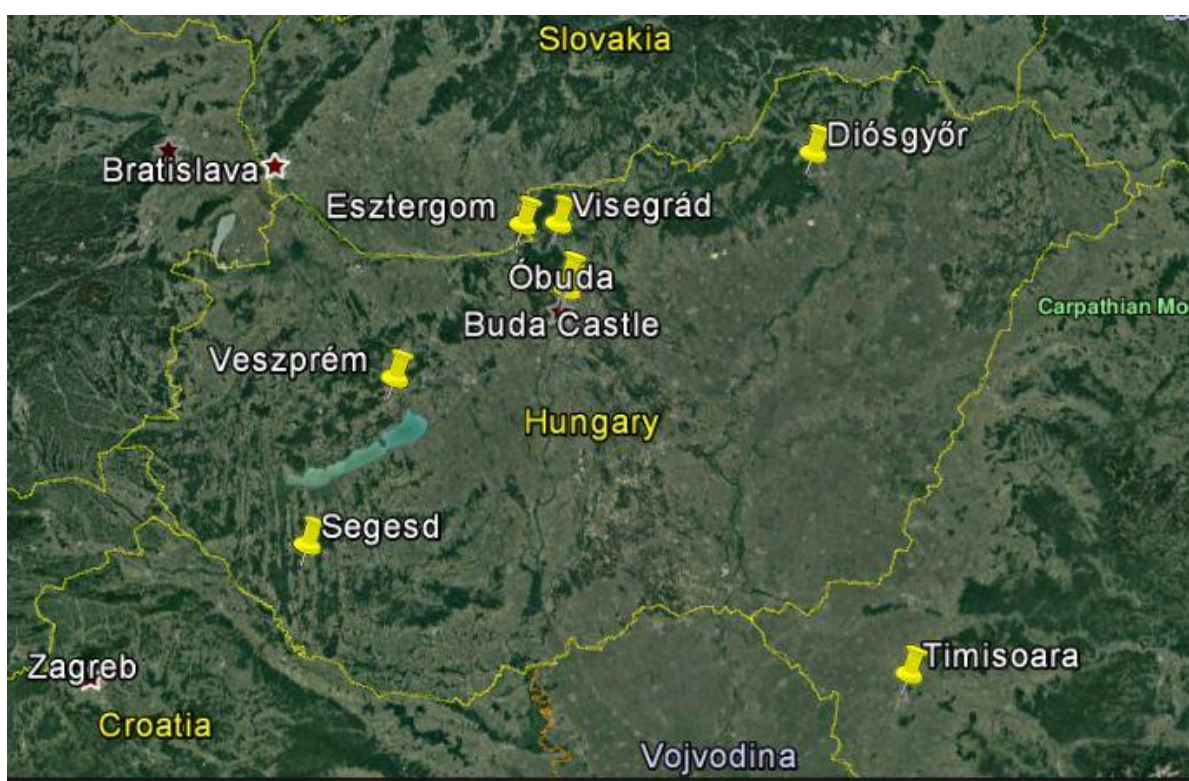 Slovakia
Diósgyőr
Bratislava
Esztergom
Visegrád
Óbuda
Carpathian Mo
Buda Castle
Veszprém
Hungary
Segesd
Timisoara
Zagreb
Croatia
Vojvodina